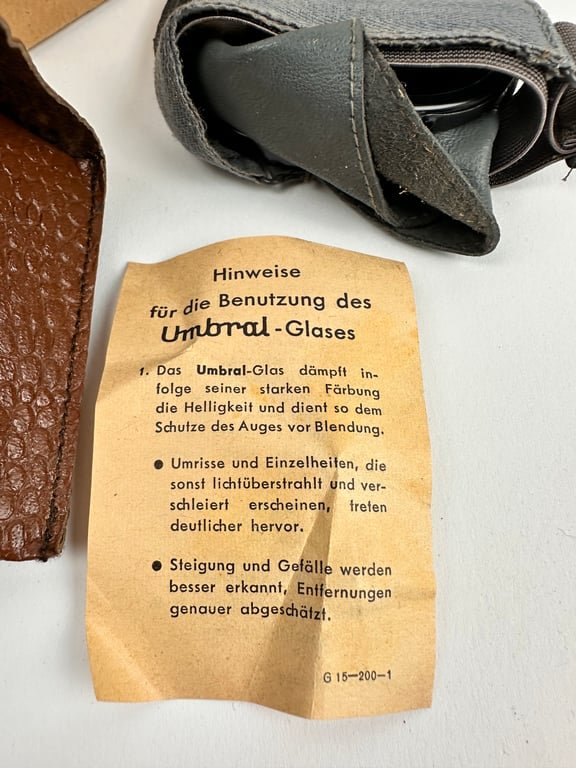 Hinweise
für die Benutzung des
Umbral-Glases
1. Das Umbral-Glas dämpft in-
folge seiner starken Färbung
die Helligkeit und dient so dem
Schutze des Auges vor Blendung.
● Umrisse und Einzelheiten, die
sonst lichtüberstrahlt und ver-
schleiert erscheinen, treten
deutlicher hervor.
● Steigung und Gefälle werden
besser erkannt, Entfernungen
genauer abgeschätzt.
G 15—200—1